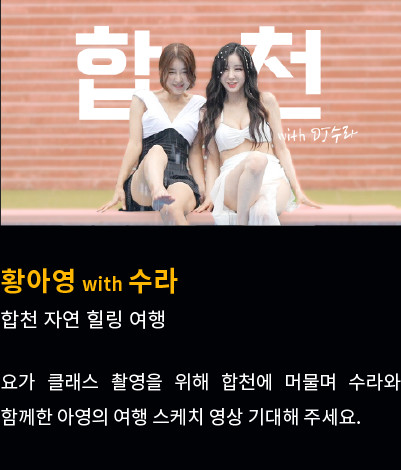 합천
with DJ수라
황아영 with 수라
합천 자연 힐링 여행
요가 클래스 촬영을 위해 합천에 머물며 수라와
함께한 아영의 여행 스케치 영상 기대해 주세요.